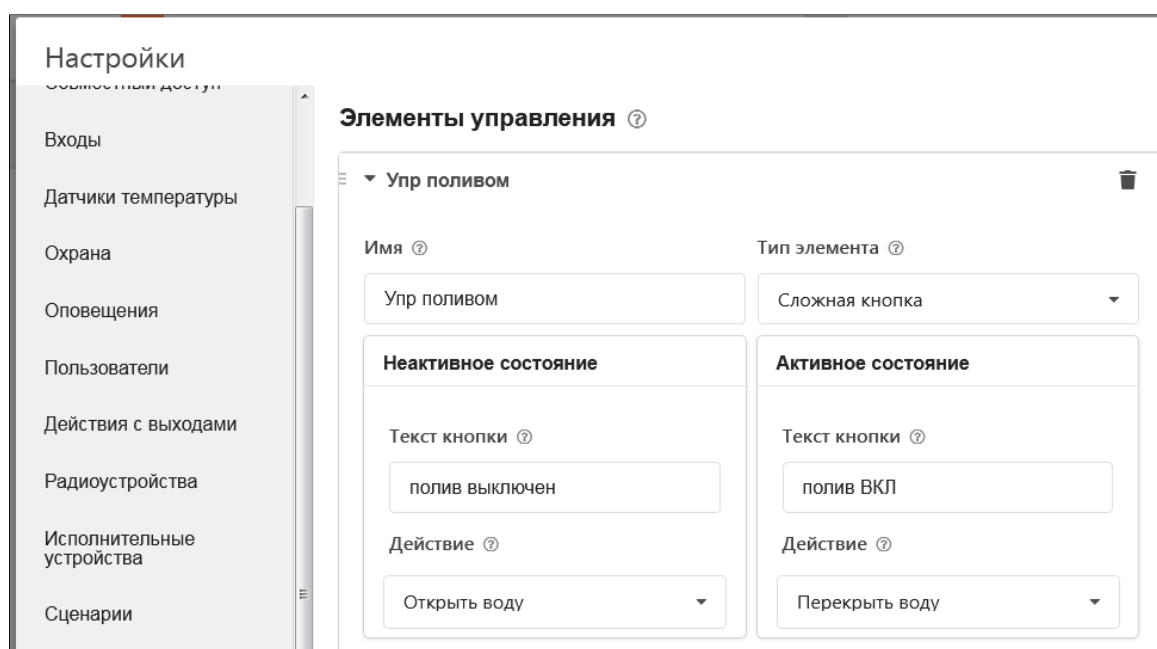 Настройки
Совместный доступ
Входы
Датчики температуры
Охрана
Оповещения
Пользователи
Действия с выходами
Радиоустройства
Исполнительные
устройства
Сценарии
Элементы управления
Упр поливом
Имя
Тип элемента
Упр поливом
Сложная кнопка
Неактивное состояние
Активное состояние
Текст кнопки
Текст кнопки
полив выключен
полив ВКЛ
Действие
Действие
Открыть воду
Перекрыть воду